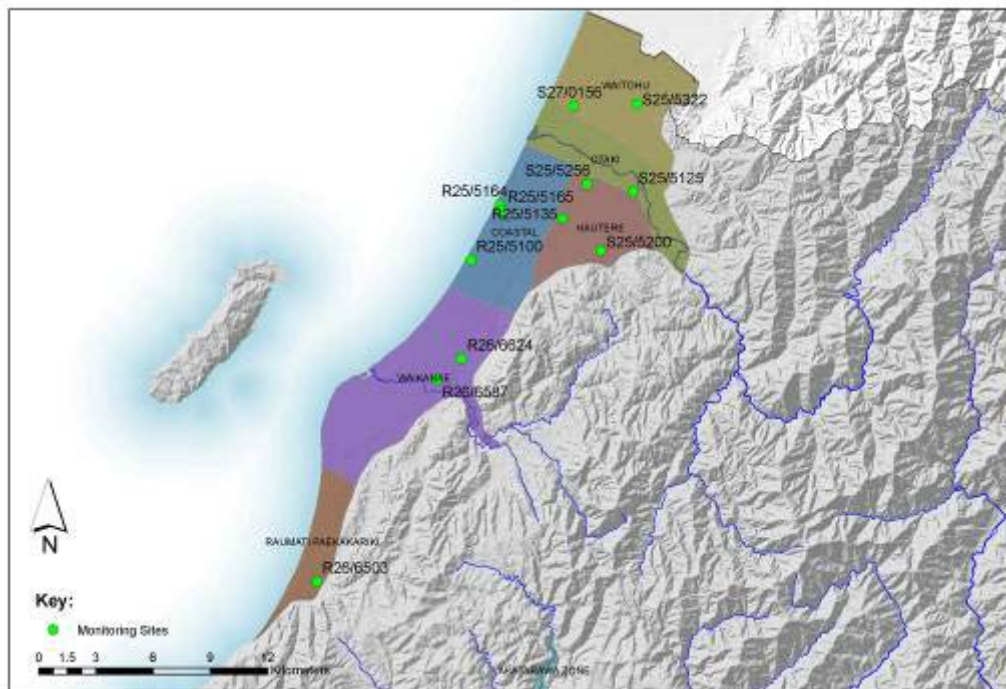 WAITOHU
S27/0156
S25/5322
OTAKI
S25/5256
S25/5125
R25/5164
R25/5165
R25/5135
HAUTERE
COASTAL
S25/5200
R25/5100
R26/6624
WAIKANAE
R26/6587
RAUMATI PAEKAKARIKI
R26/6503
N
Key:
Monitoring Sites
0 1.5 3 6 9 12
Kilometers
AKATARAWA ZONE